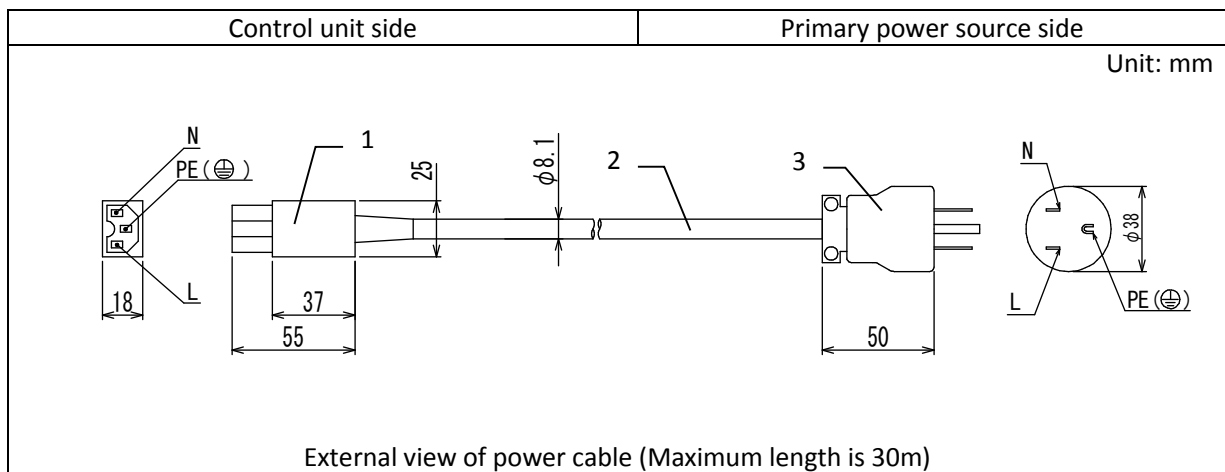 Control unit side
Primary power source side
Unit: mm
N
PE(⏚)
1
25
φ8.1
2
3
N
φ38
L
18
37
55
50
L
PE(⏚)
External view of power cable (Maximum length is 30m)